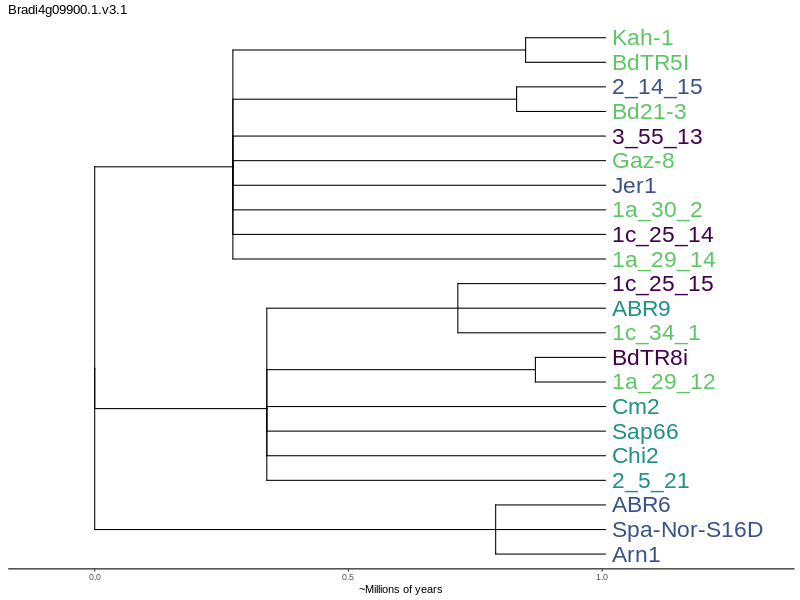 Bradi4g09900.1.v3.1
Kah-1
BdTR5I
2_14_15
Bd21-3
3_55_13
Gaz-8
Jer1
1a_30_2
1c_25_14
1a_29_14
1c_25_15
ABR9
1c_34_1
BdTR8i
1a_29_12
Cm2
Sap66
Chi2
2_5_21
ABR6
Spa-Nor-S16D
Arn1
0.0 0.5 1.0
~Millions of years